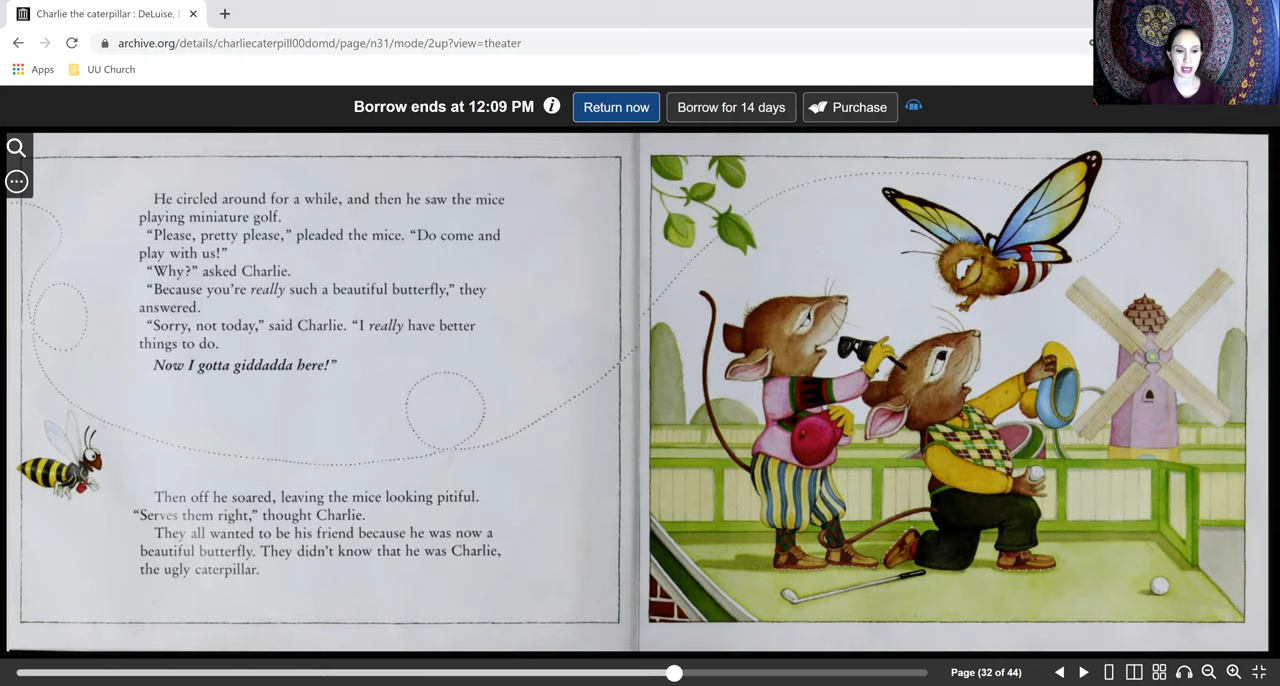 Charlie the caterpillar : DeLuise,
archive.org/details/charliecaterpill00domd/page/n31/mode/2up?view=theater
Apps
UU Church
Borrow ends at 12:09 PM
Return now
Borrow for 14 days
Purchase
He circled around for a while, and then he saw the mice
playing miniature golf.
“Please, pretty please,” pleaded the mice. “Do come and
play with us!”
“Why?” asked Charlie.
“Because you’re really such a beautiful butterfly,” they
answered.
“Sorry, not today,” said Charlie. “I really have better
things to do.
Now I gotta giddadda here!”
Then off he soared, leaving the mice looking pitiful.
“Serves them right,” thought Charlie.
They all wanted to be his friend because he was now a
beautiful butterfly. They didn’t know that he was Charlie,
the ugly caterpillar.
Page (32 of 44)